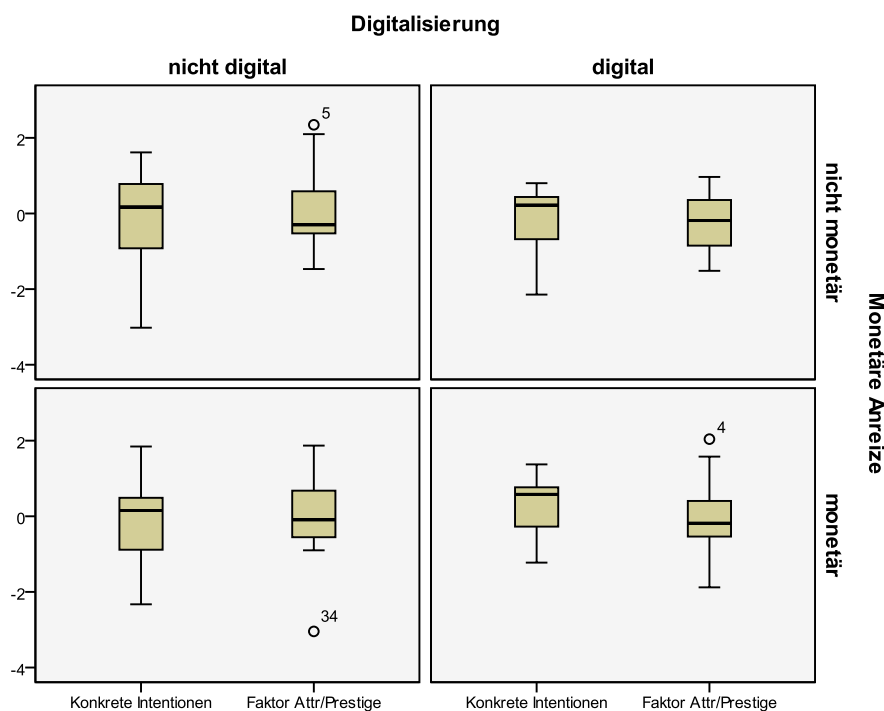 Digitalisierung
nicht digital
digital
5
2
0
-2
-4
nicht monetär
Monetäre Anreize
4
2
0
-2
-4
34
monetär
Konkrete Intentionen
Faktor Attr/Prestige
Konkrete Intentionen
Faktor Attr/Prestige